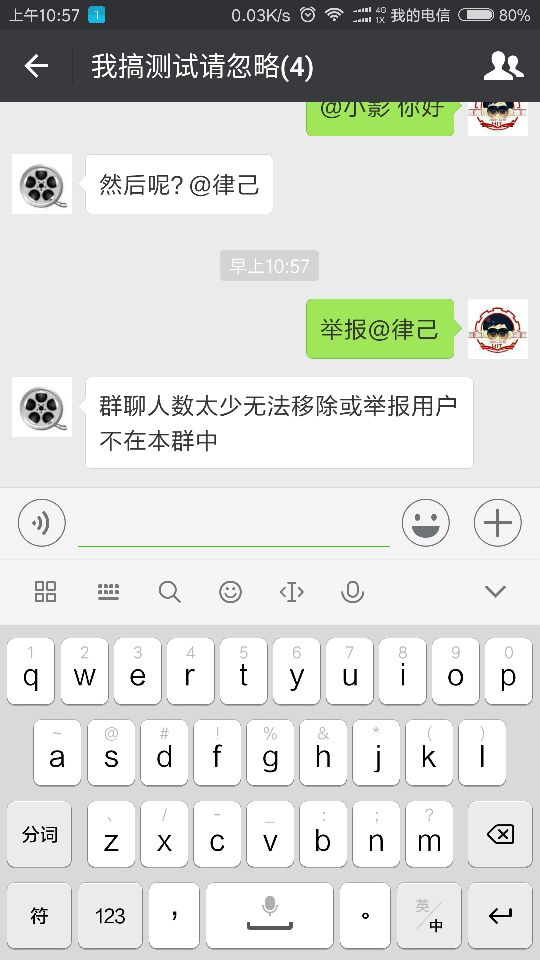 上午10:57 1 0.03K/s 4G 1X 我的电信 80%
我搞测试请忽略(4)
@小影 你好
然后呢? @律己
早上10:57
举报@律己
群聊人数太少无法移除或举报用户
不在本群中
1 2 3 4 5 6 7 8 9 0
q w e r t y u i o p
~ @ # ! % & * ( )
a s d f g h j k l
、 / - _ : ; ?
分词 z x c v b n m
符 123 , 。 英/中